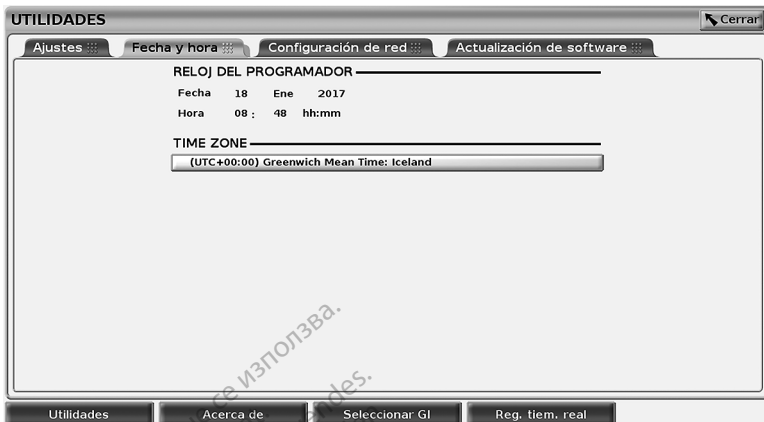 UTILIDADES
Cerrar
Ajustes
Fecha y hora
Configuración de red
Actualización de software
RELOJ DEL PROGRAMADOR
Fecha 18 Ene 2017
Hora 08 : 48 hh:mm
TIME ZONE
(UTC+00:00) Greenwich Mean Time: Iceland
се използва.
Utilidades
Acerca de
Seleccionar GI
Reg. tiem. real